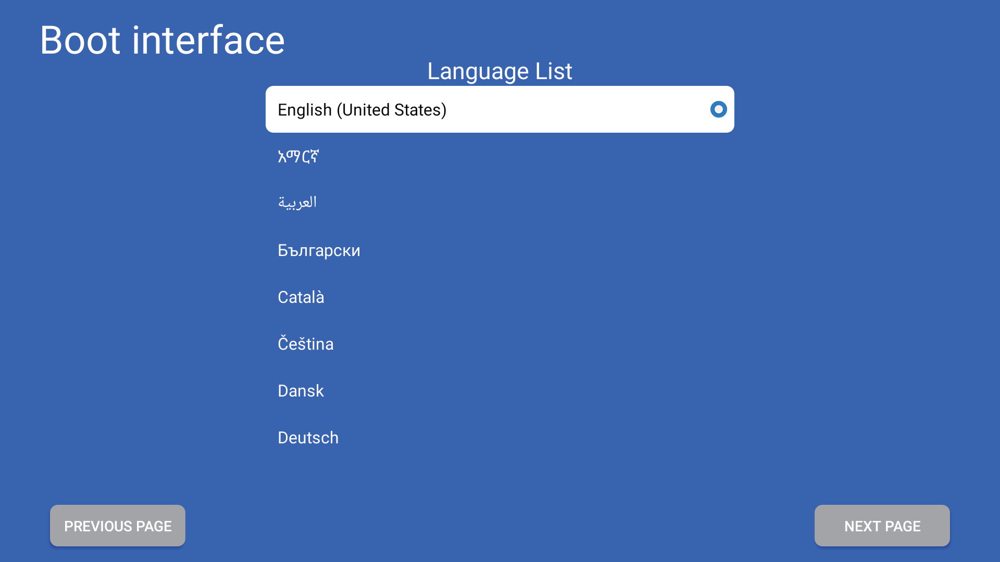 Boot interface
Language List
English (United States)
አማርኛ
العربية
Български
Català
Čeština
Dansk
Deutsch
PREVIOUS PAGE
NEXT PAGE